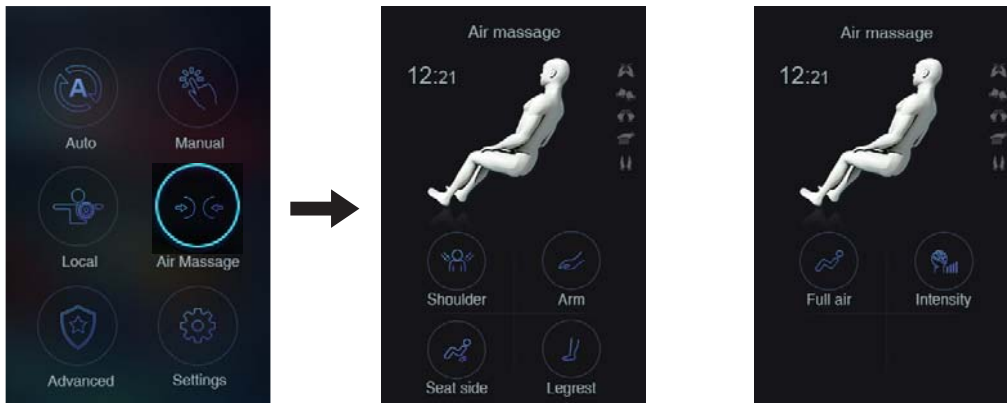 Auto
Manual
Local
Air Massage
Advanced
Settings
Air massage
12:21
Shoulder
Arm
Seat side
Legrest
Air massage
12:21
Full air
Intensity